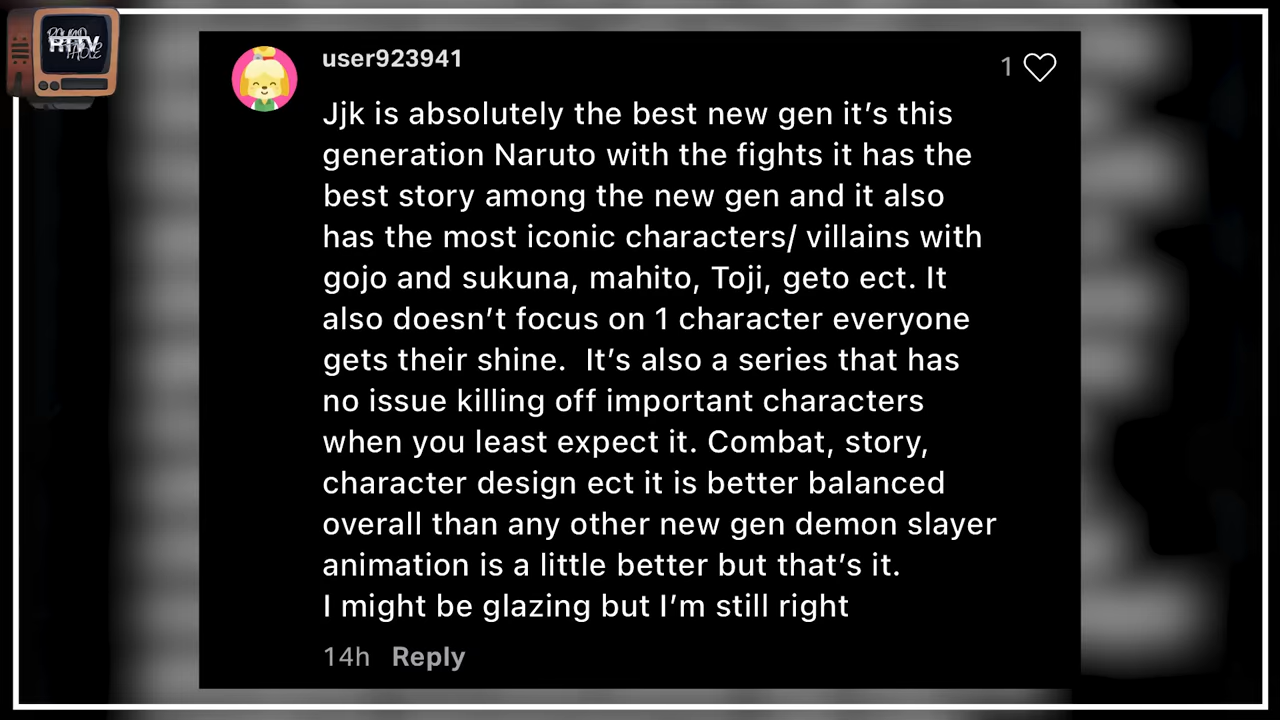 RTTV
user923941
1
Jjk is absolutely the best new gen it’s this
generation Naruto with the fights it has the
best story among the new gen and it also
has the most iconic characters/ villains with
gojo and sukuna, mahito, Toji, geto ect. It
also doesn’t focus on 1 character everyone
gets their shine.  It’s also a series that has
no issue killing off important characters
when you least expect it. Combat, story,
character design ect it is better balanced
overall than any other new gen demon slayer
animation is a little better but that’s it.
I might be glazing but I’m still right
14h Reply